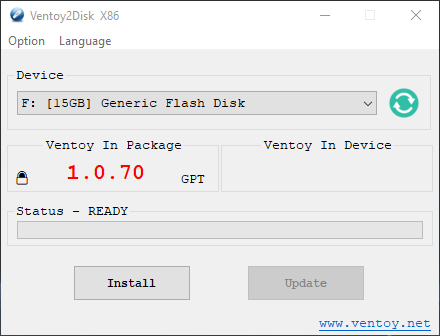 Ventoy2Disk X86
Option Language
Device
F: [15GB] Generic Flash Disk
Ventoy In Package
Ventoy In Device
1.0.70
GPT
Status - READY
Install
Update
www.ventoy.net